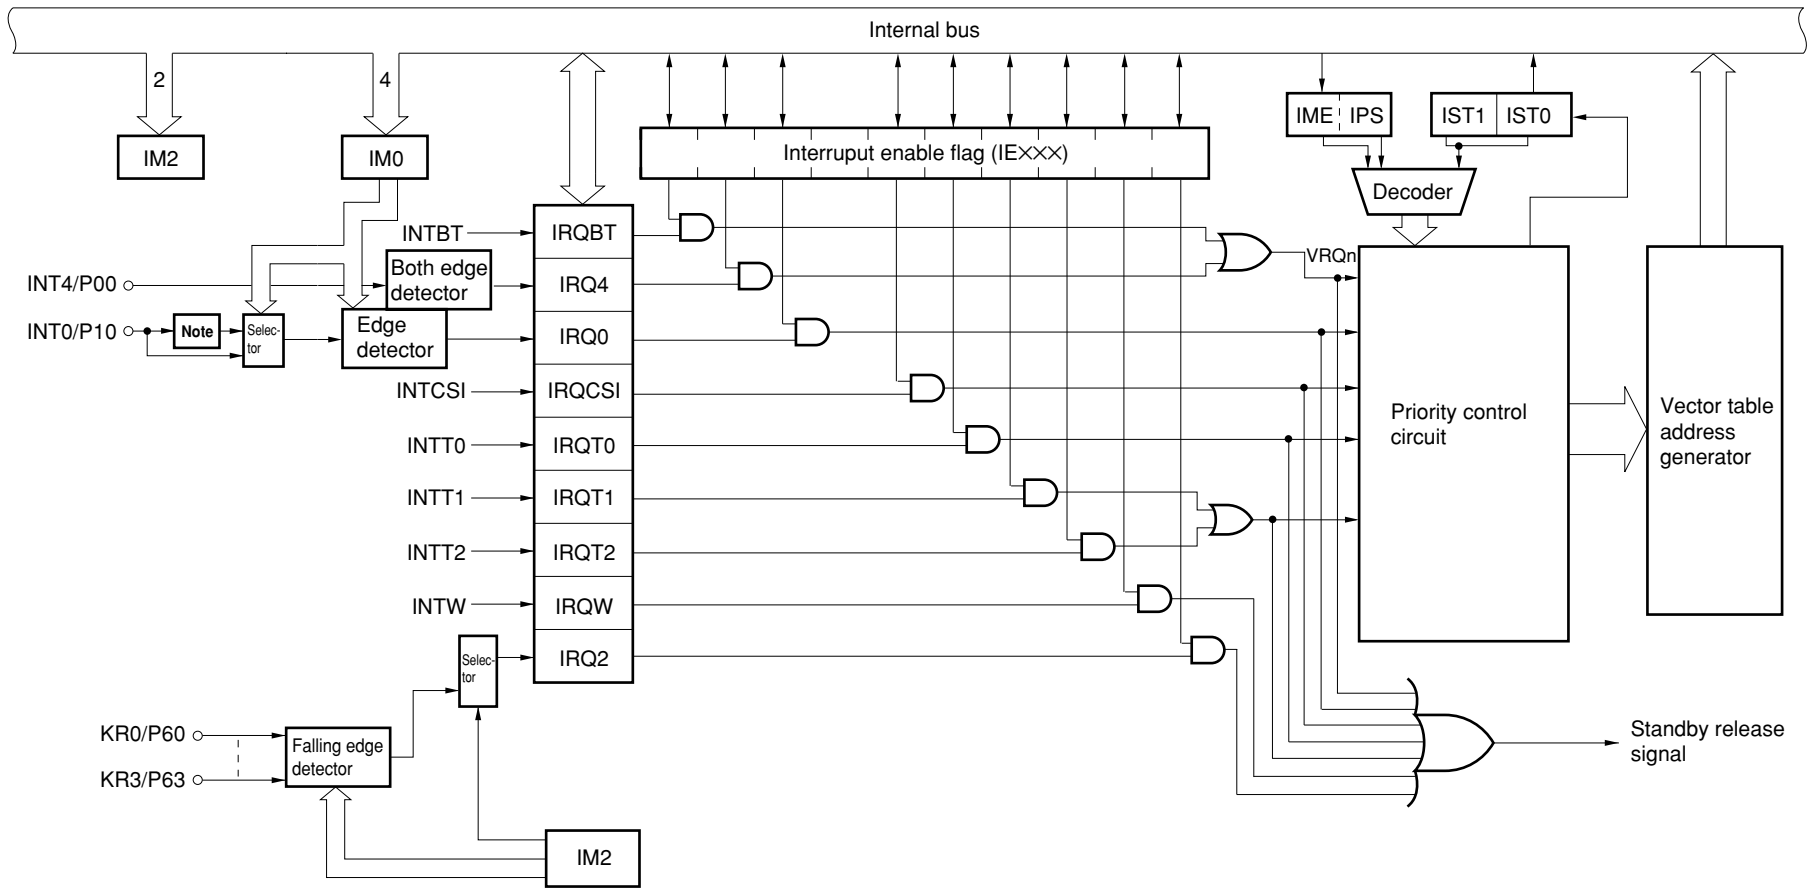 Internal bus
2
4
IM2
IM0
IME
IPS
IST1
IST0
Interruput enable flag (IE×××)
Decoder
INTBT
IRQBT
INT4/P00
Both edge
detector
IRQ4
VRQn
INT0/P10
Note
Selec-
tor
Edge
detector
IRQ0
INTCSI
IRQCSI
Priority control
circuit
Vector table
address
generator
INTT0
IRQT0
INTT1
IRQT1
INTT2
IRQT2
INTW
IRQW
Selec-
tor
IRQ2
KR0/P60
KR3/P63
Falling edge
detector
Standby release
signal
IM2